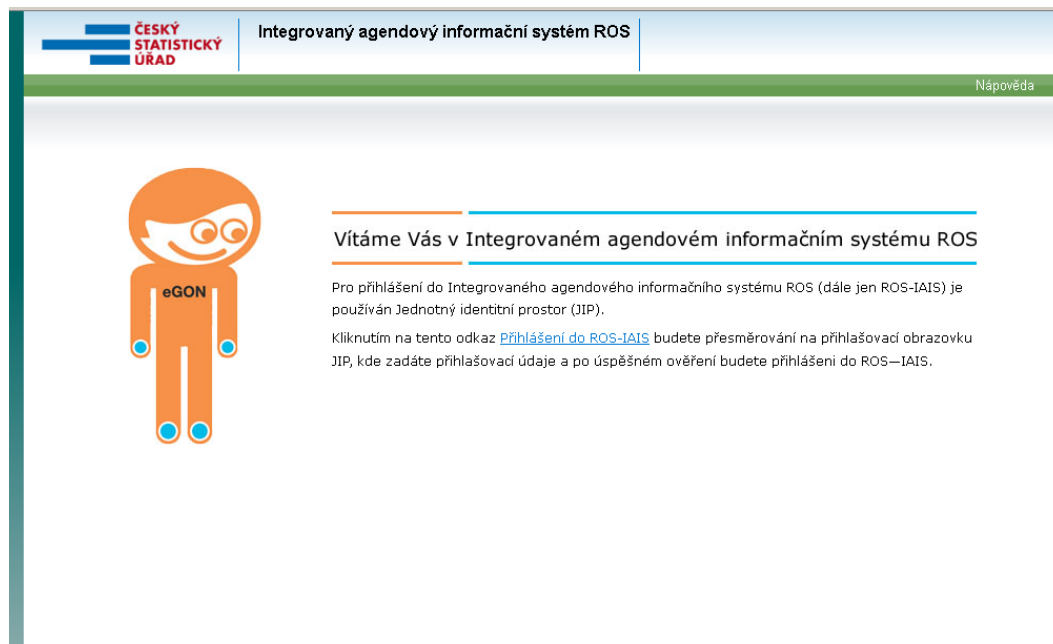 ČESKÝ
STATISTICKÝ
ÚŘAD
Integrovaný agendový informační systém ROS
Nápověda
eGON
Vítáme Vás v Integrovaném agendovém informačním systému ROS
Pro přihlášení do Integrovaného agendového informačního systému ROS (dále jen ROS-IAIS) je
používán Jednotný identitní prostor (JIP).
Kliknutím na tento odkaz Přihlášení do ROS-IAIS budete přesměrování na přihlašovací obrazovku
JIP, kde zadáte přihlašovací údaje a po úspěšném ověření budete přihlášeni do ROS—IAIS.